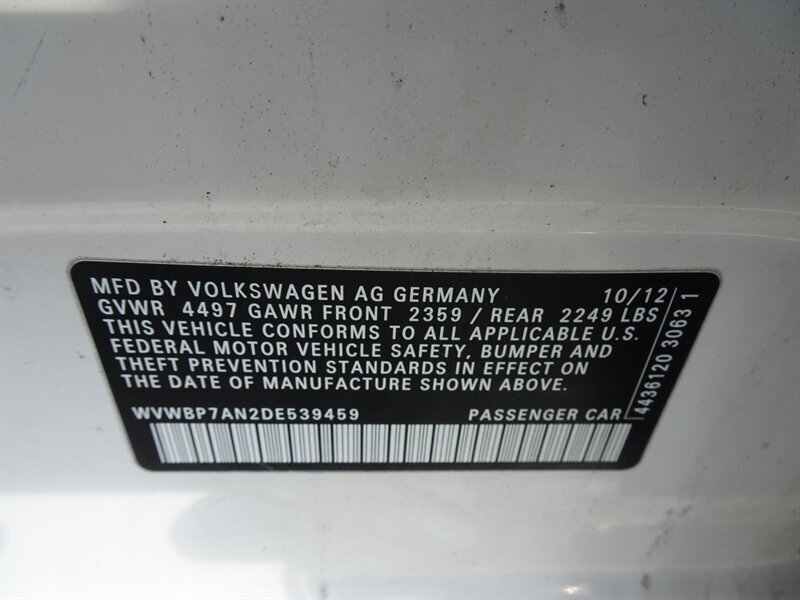 MFD BY VOLKSWAGEN AG GERMANY 10/12
GVWR 4497 GAWR FRONT 2359 / REAR 2249 LBS
THIS VEHICLE CONFORMS TO ALL APPLICABLE U.S.
FEDERAL MOTOR VEHICLE SAFETY, BUMPER AND
THEFT PREVENTION STANDARDS IN EFFECT ON
THE DATE OF MANUFACTURE SHOWN ABOVE.
WVWBP7AN2DE539459 PASSENGER CAR
4436120 3063 1